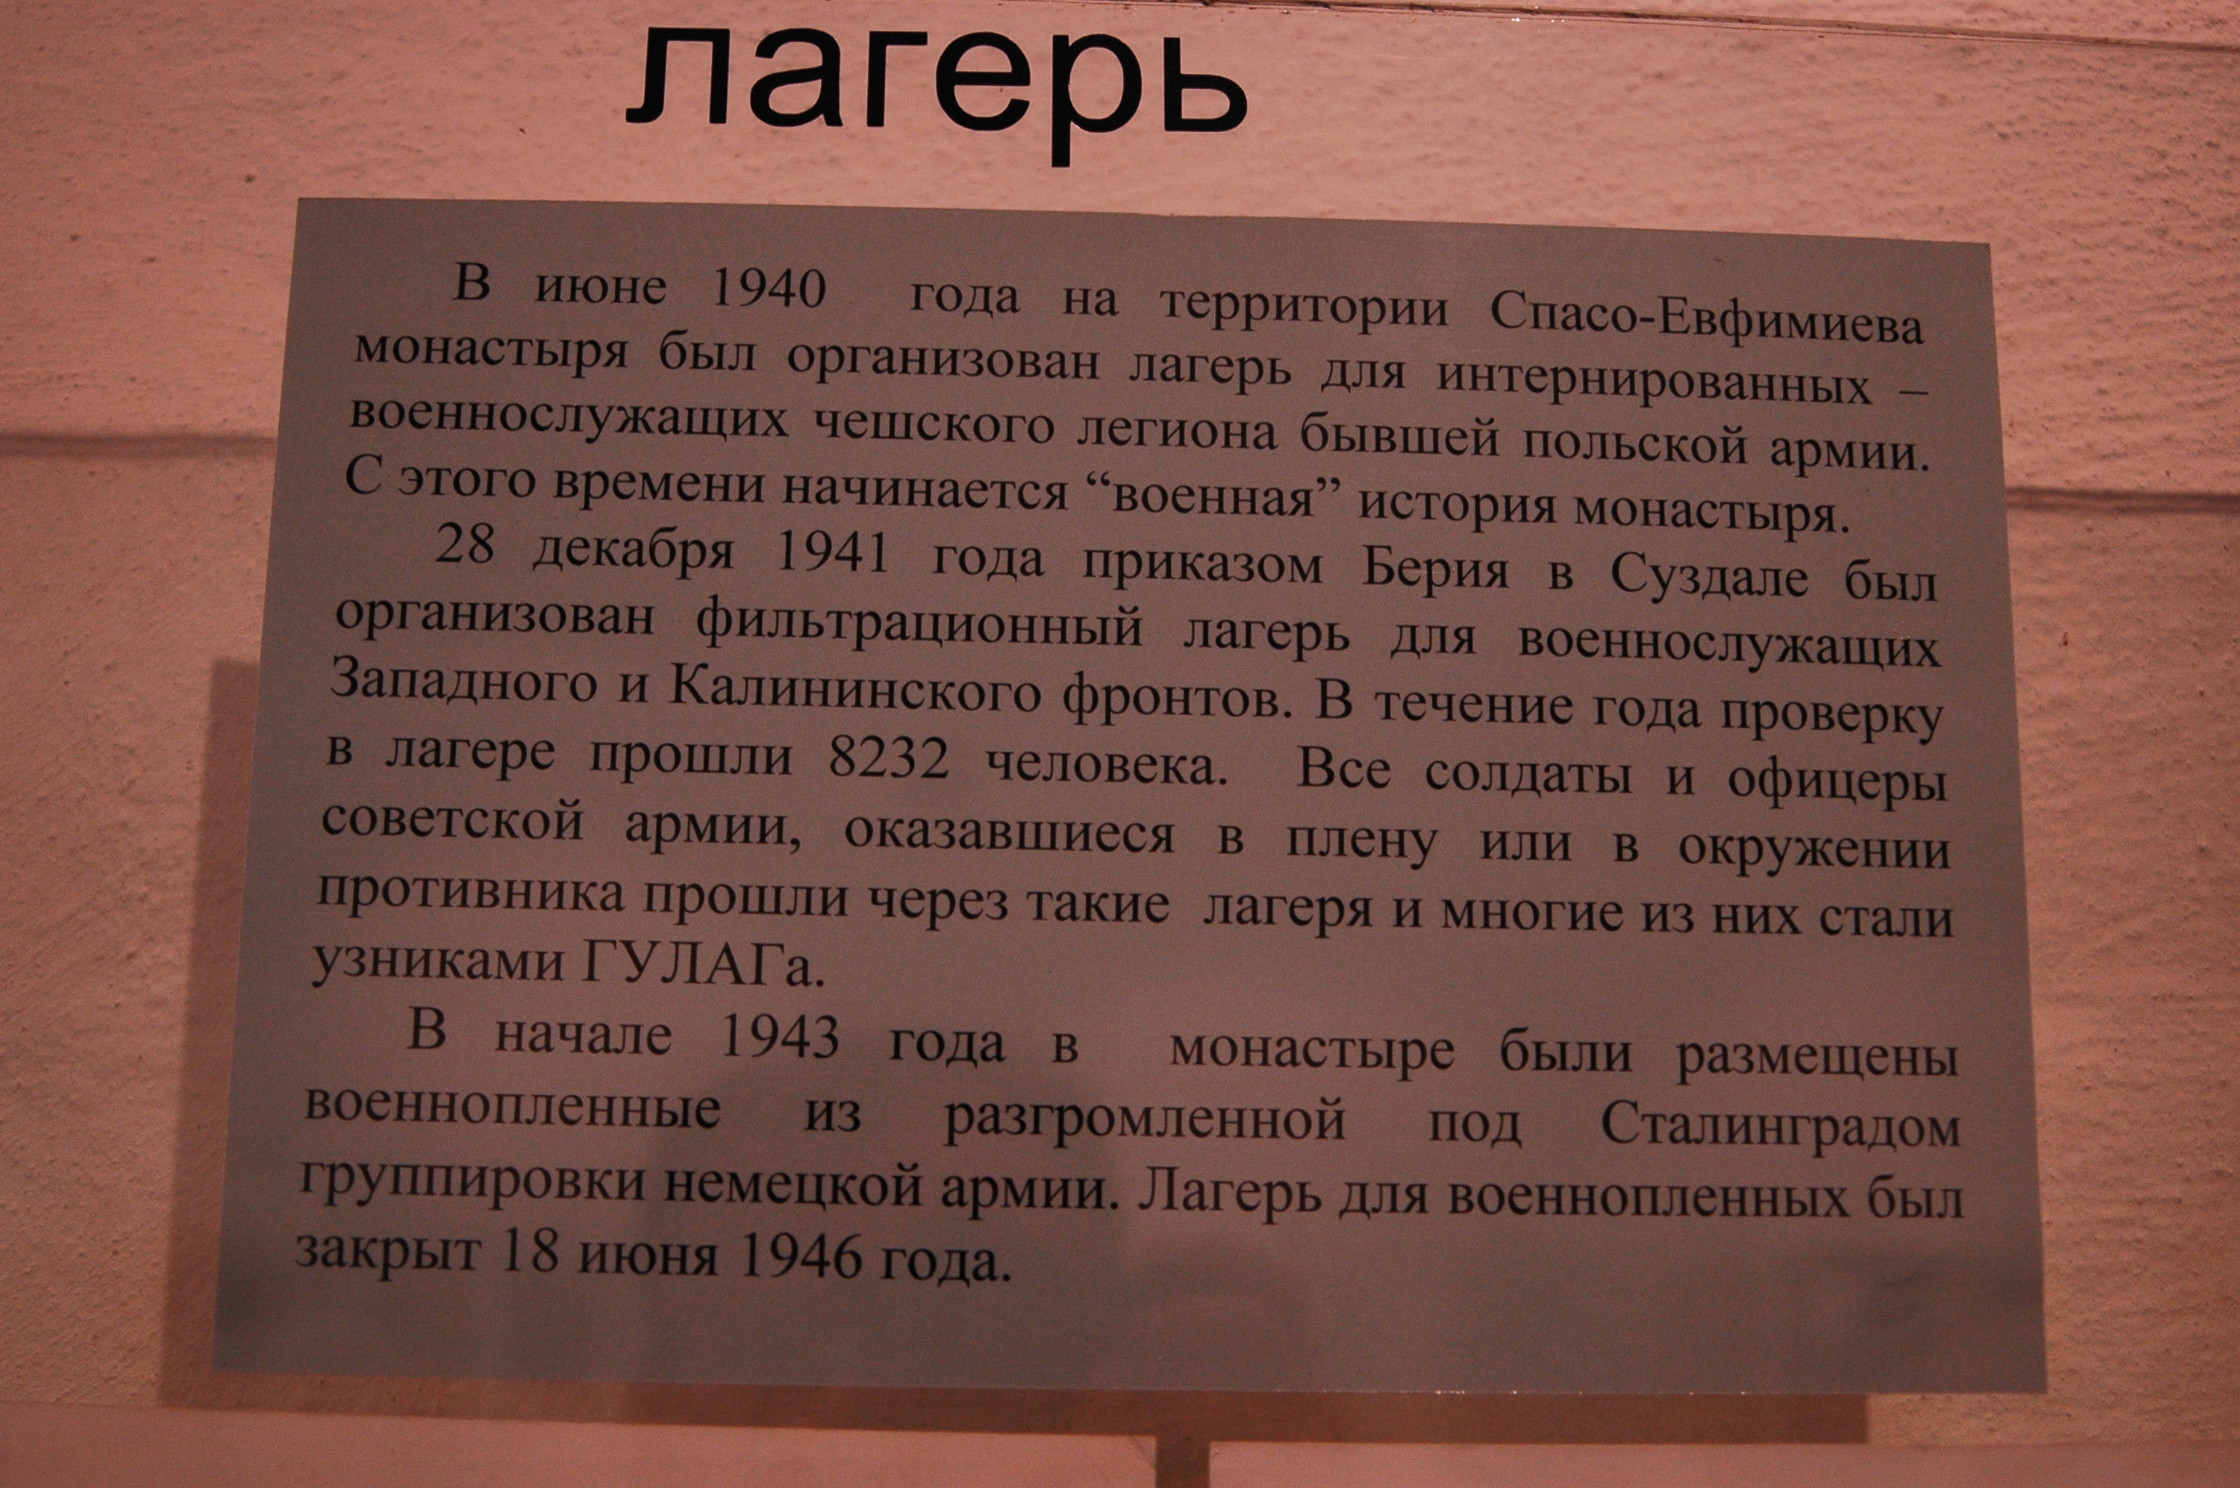 лагерь
В июне 1940 года на территории Спасо-Евфимиева
монастыря был организован лагерь для интернированных –
военнослужащих чешского легиона бывшей польской армии.
С этого времени начинается “военная” история монастыря.
28 декабря 1941 года приказом Берия в Суздале был
организован фильтрационный лагерь для военнослужащих
Западного и Калининского фронтов. В течение года проверку
в лагере прошли 8232 человека. Все солдаты и офицеры
советской армии, оказавшиеся в плену или в окружении
противника прошли через такие лагеря и многие из них стали
узниками ГУЛАГа.
В начале 1943 года в монастыре были размещены
военнопленные из разгромленной под Сталинградом
группировки немецкой армии. Лагерь для военнопленных был
закрыт 18 июня 1946 года.